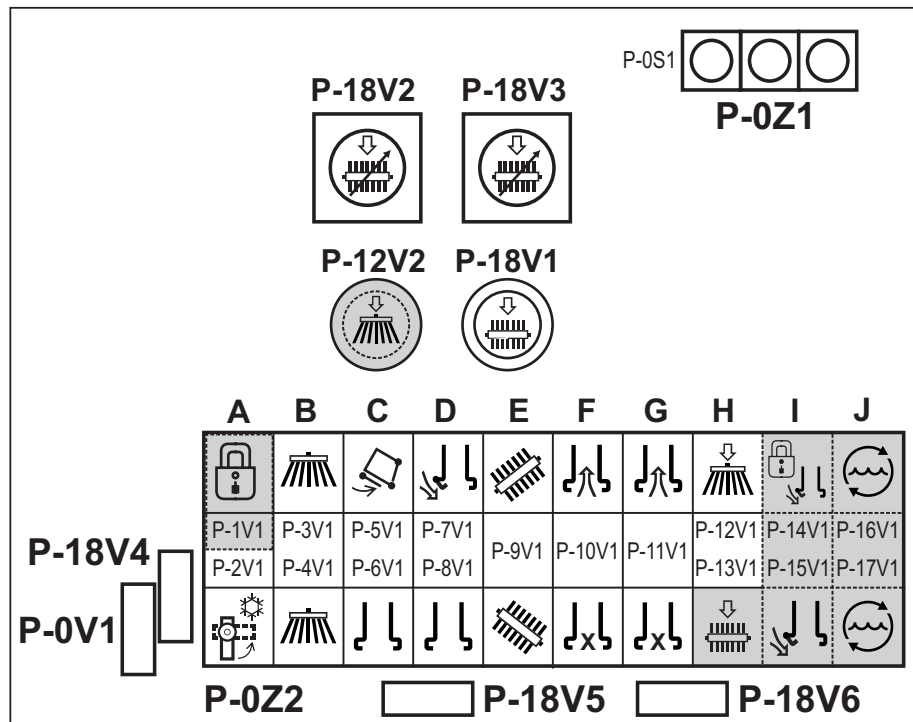 P-0S1
P-0Z1
P-18V2 P-18V3
P-12V2 P-18V1
A B C D E F G H I J
P-1V1 P-3V1 P-5V1 P-7V1 P-9V1 P-10V1 P-11V1 P-12V1 P-14V1 P-16V1
P-2V1 P-4V1 P-6V1 P-8V1 P-13V1 P-15V1 P-17V1
P-18V4
P-0V1
x x
P-0Z2 P-18V5 P-18V6